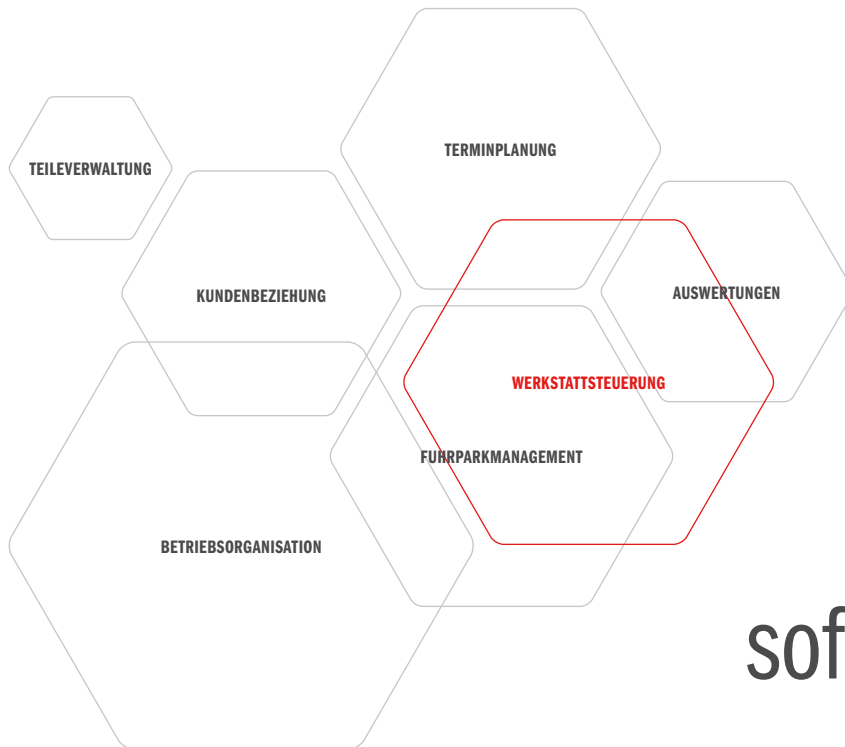 TERMINPLANUNG
TEILEVERWALTUNG
KUNDENBEZIEHUNG
AUSWERTUNGEN
WERKSTATTSTEUERUNG
FUHRPARKMANAGEMENT
BETRIEBSORGANISATION
sof